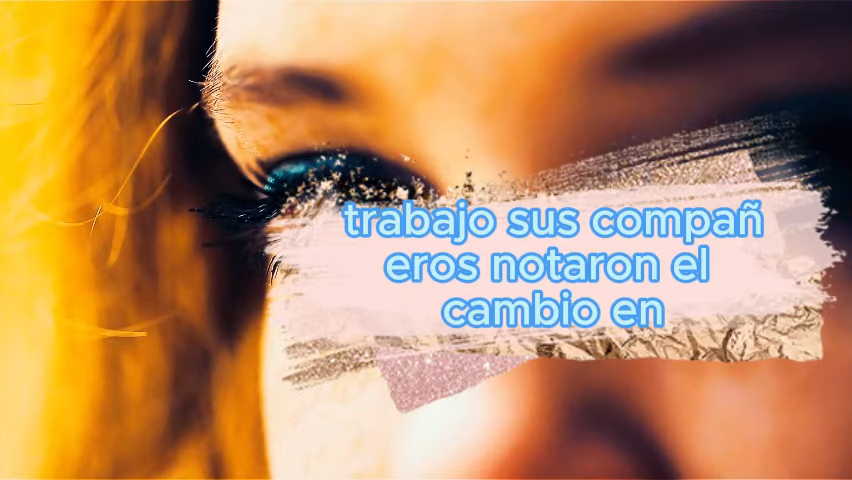 trabajo sus compañ
eros notaron el
cambio en